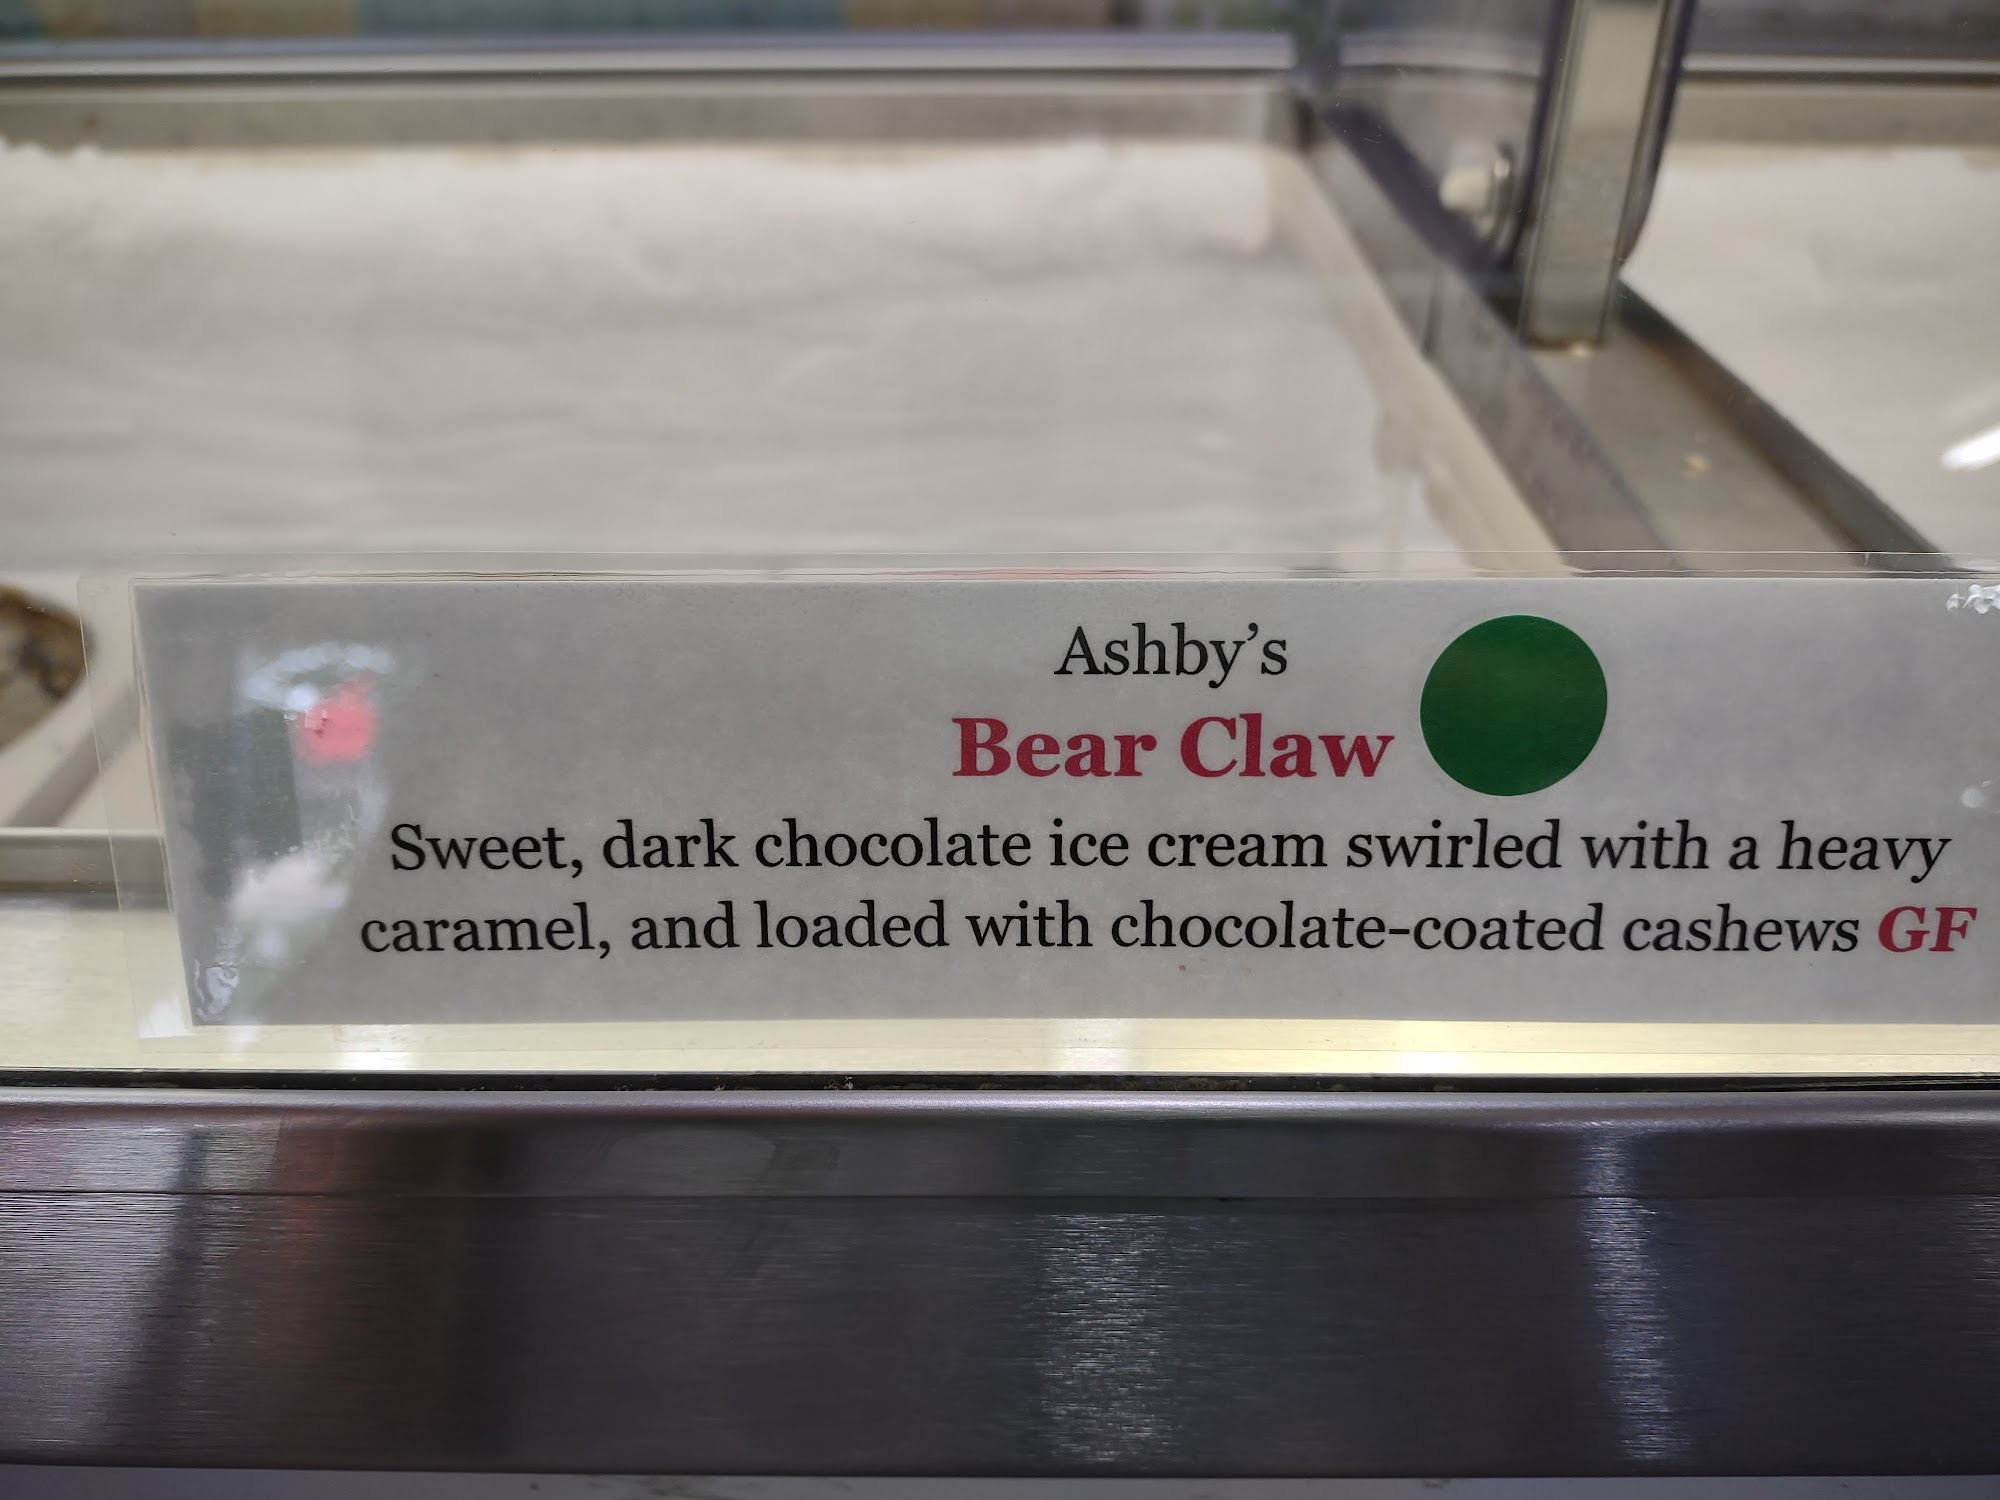 Ashby’s
Bear Claw
Sweet, dark chocolate ice cream swirled with a heavy
caramel, and loaded with chocolate-coated cashews GF